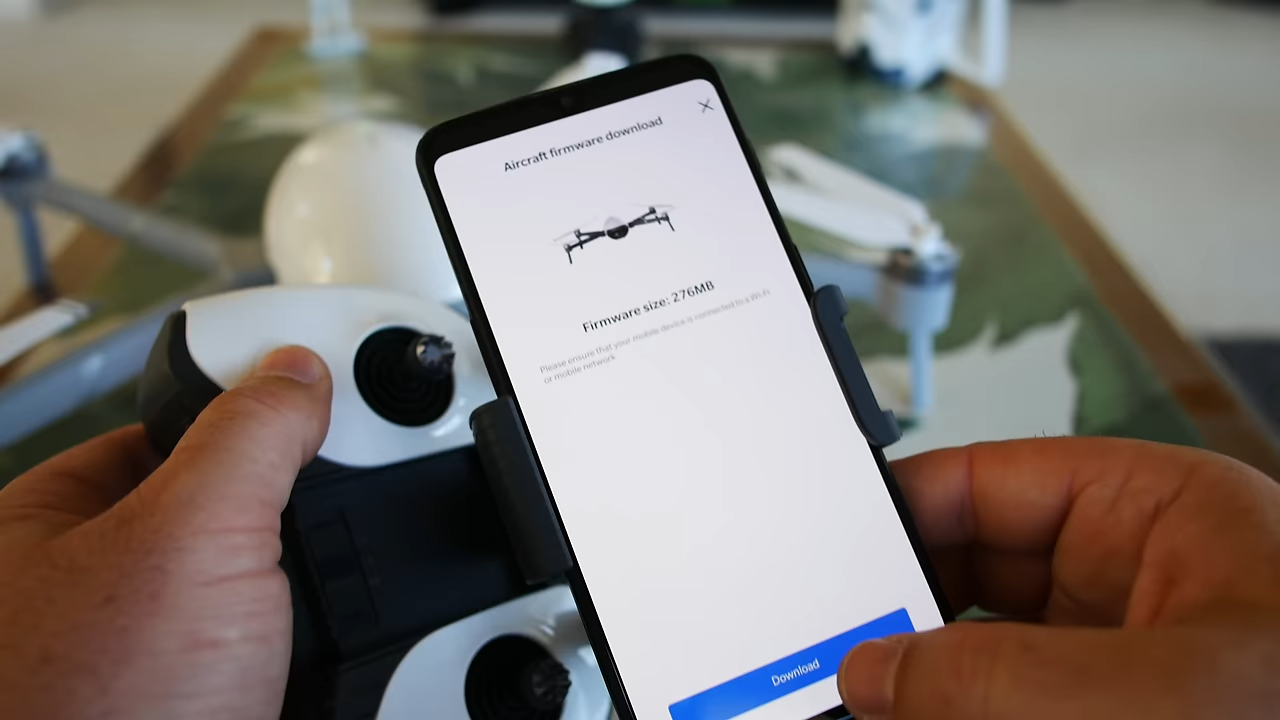 Aircraft firmware download
Firmware size: 276MB
Please ensure that your mobile device is connected to a Wi-Fi
or mobile network
Download